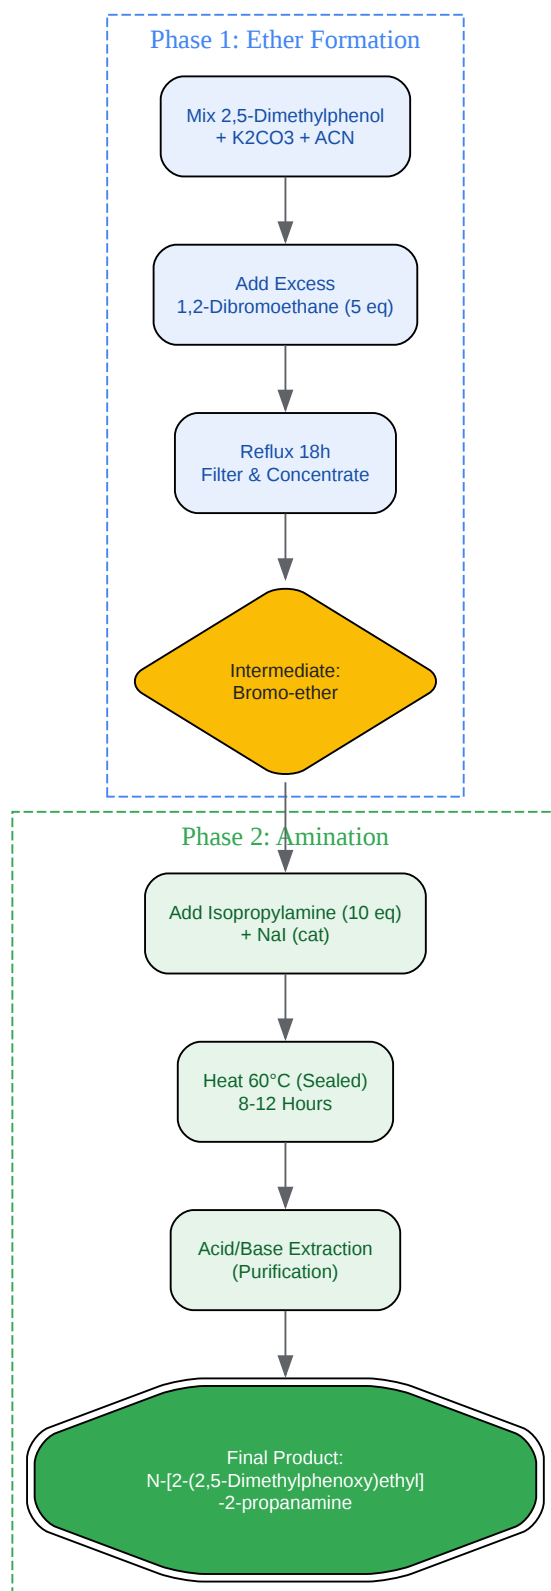 Phase 1: Ether Formation
Mix 2,5-Dimethylphenol
+ K2CO3 + ACN
Add Excess
1,2-Dibromoethane (5 eq)
Reflux 18h
Filter & Concentrate
Intermediate:
Bromo-ether
Phase 2: Amination
Add Isopropylamine (10 eq)
+ NaI (cat)
Heat 60°C (Sealed)
8-12 Hours
Acid/Base Extraction
(Purification)
Final Product:
N-[2-(2,5-Dimethylphenoxy)ethyl]
-2-propanamine